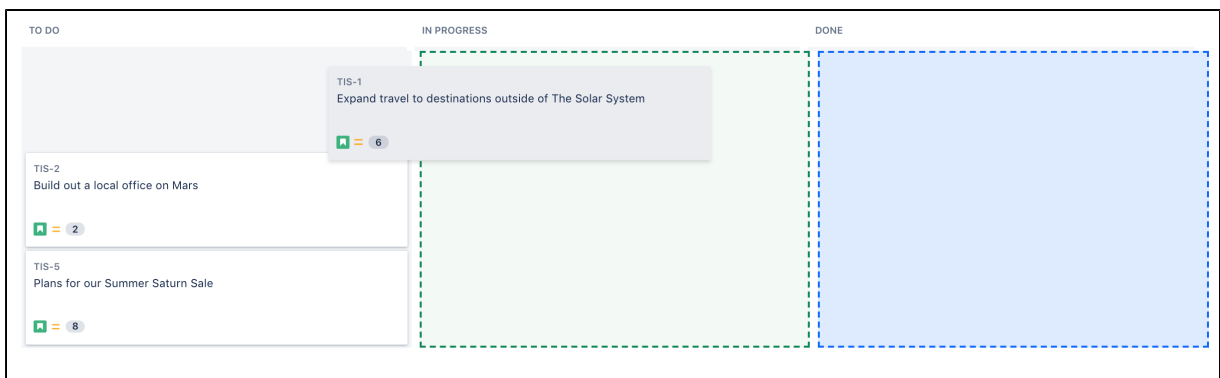 TO DO
IN PROGRESS
DONE
TIS-1
Expand travel to destinations outside of The Solar System
6
TIS-2
Build out a local office on Mars
2
TIS-5
Plans for our Summer Saturn Sale
8